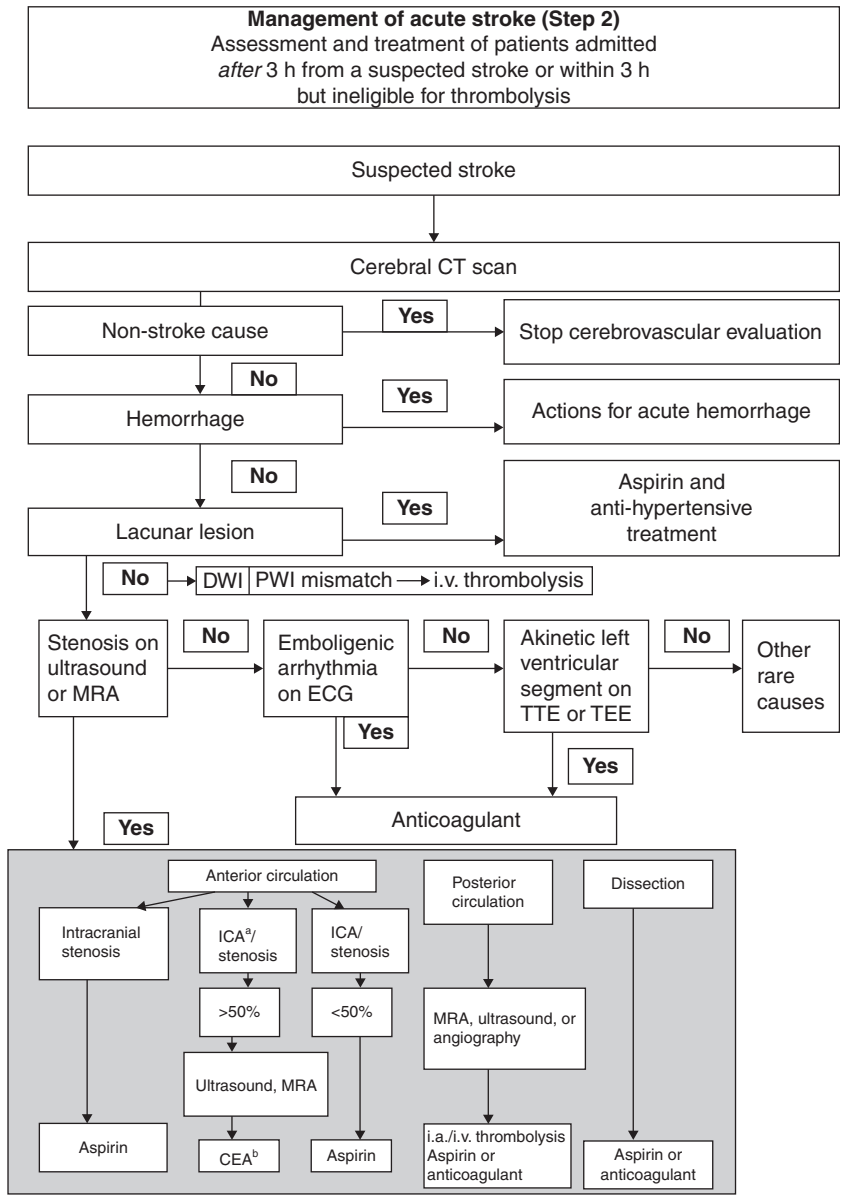 Management of acute stroke (Step 2)
Assessment and treatment of patients admitted
after 3 h from a suspected stroke or within 3 h
but ineligible for thrombolysis
Suspected stroke
Cerebral CT scan
Non-stroke cause
Yes
Stop cerebrovascular evaluation
No
Hemorrhage
Yes
Actions for acute hemorrhage
No
Lacunar lesion
Yes
Aspirin and
anti-hypertensive
treatment
No
DWI PWI mismatch i.v. thrombolysis
Stenosis on
ultrasound
or MRA
No
Emboligenic
arrhythmia
on ECG
No
Akinetic left
ventricular
segment on
TTE or TEE
No
Other
rare
causes
Yes
Yes
Anticoagulant
Yes
Anterior circulation
Intracranial
stenosis
Aspirin
ICAa/
stenosis
>50%
Ultrasound, MRA
CEAb
ICA/
stenosis
<50%
Aspirin
Posterior
circulation
MRA, ultrasound, or
angiography
i.a./i.v. thrombolysis
Aspirin or
anticoagulant
Dissection
Aspirin or
anticoagulant